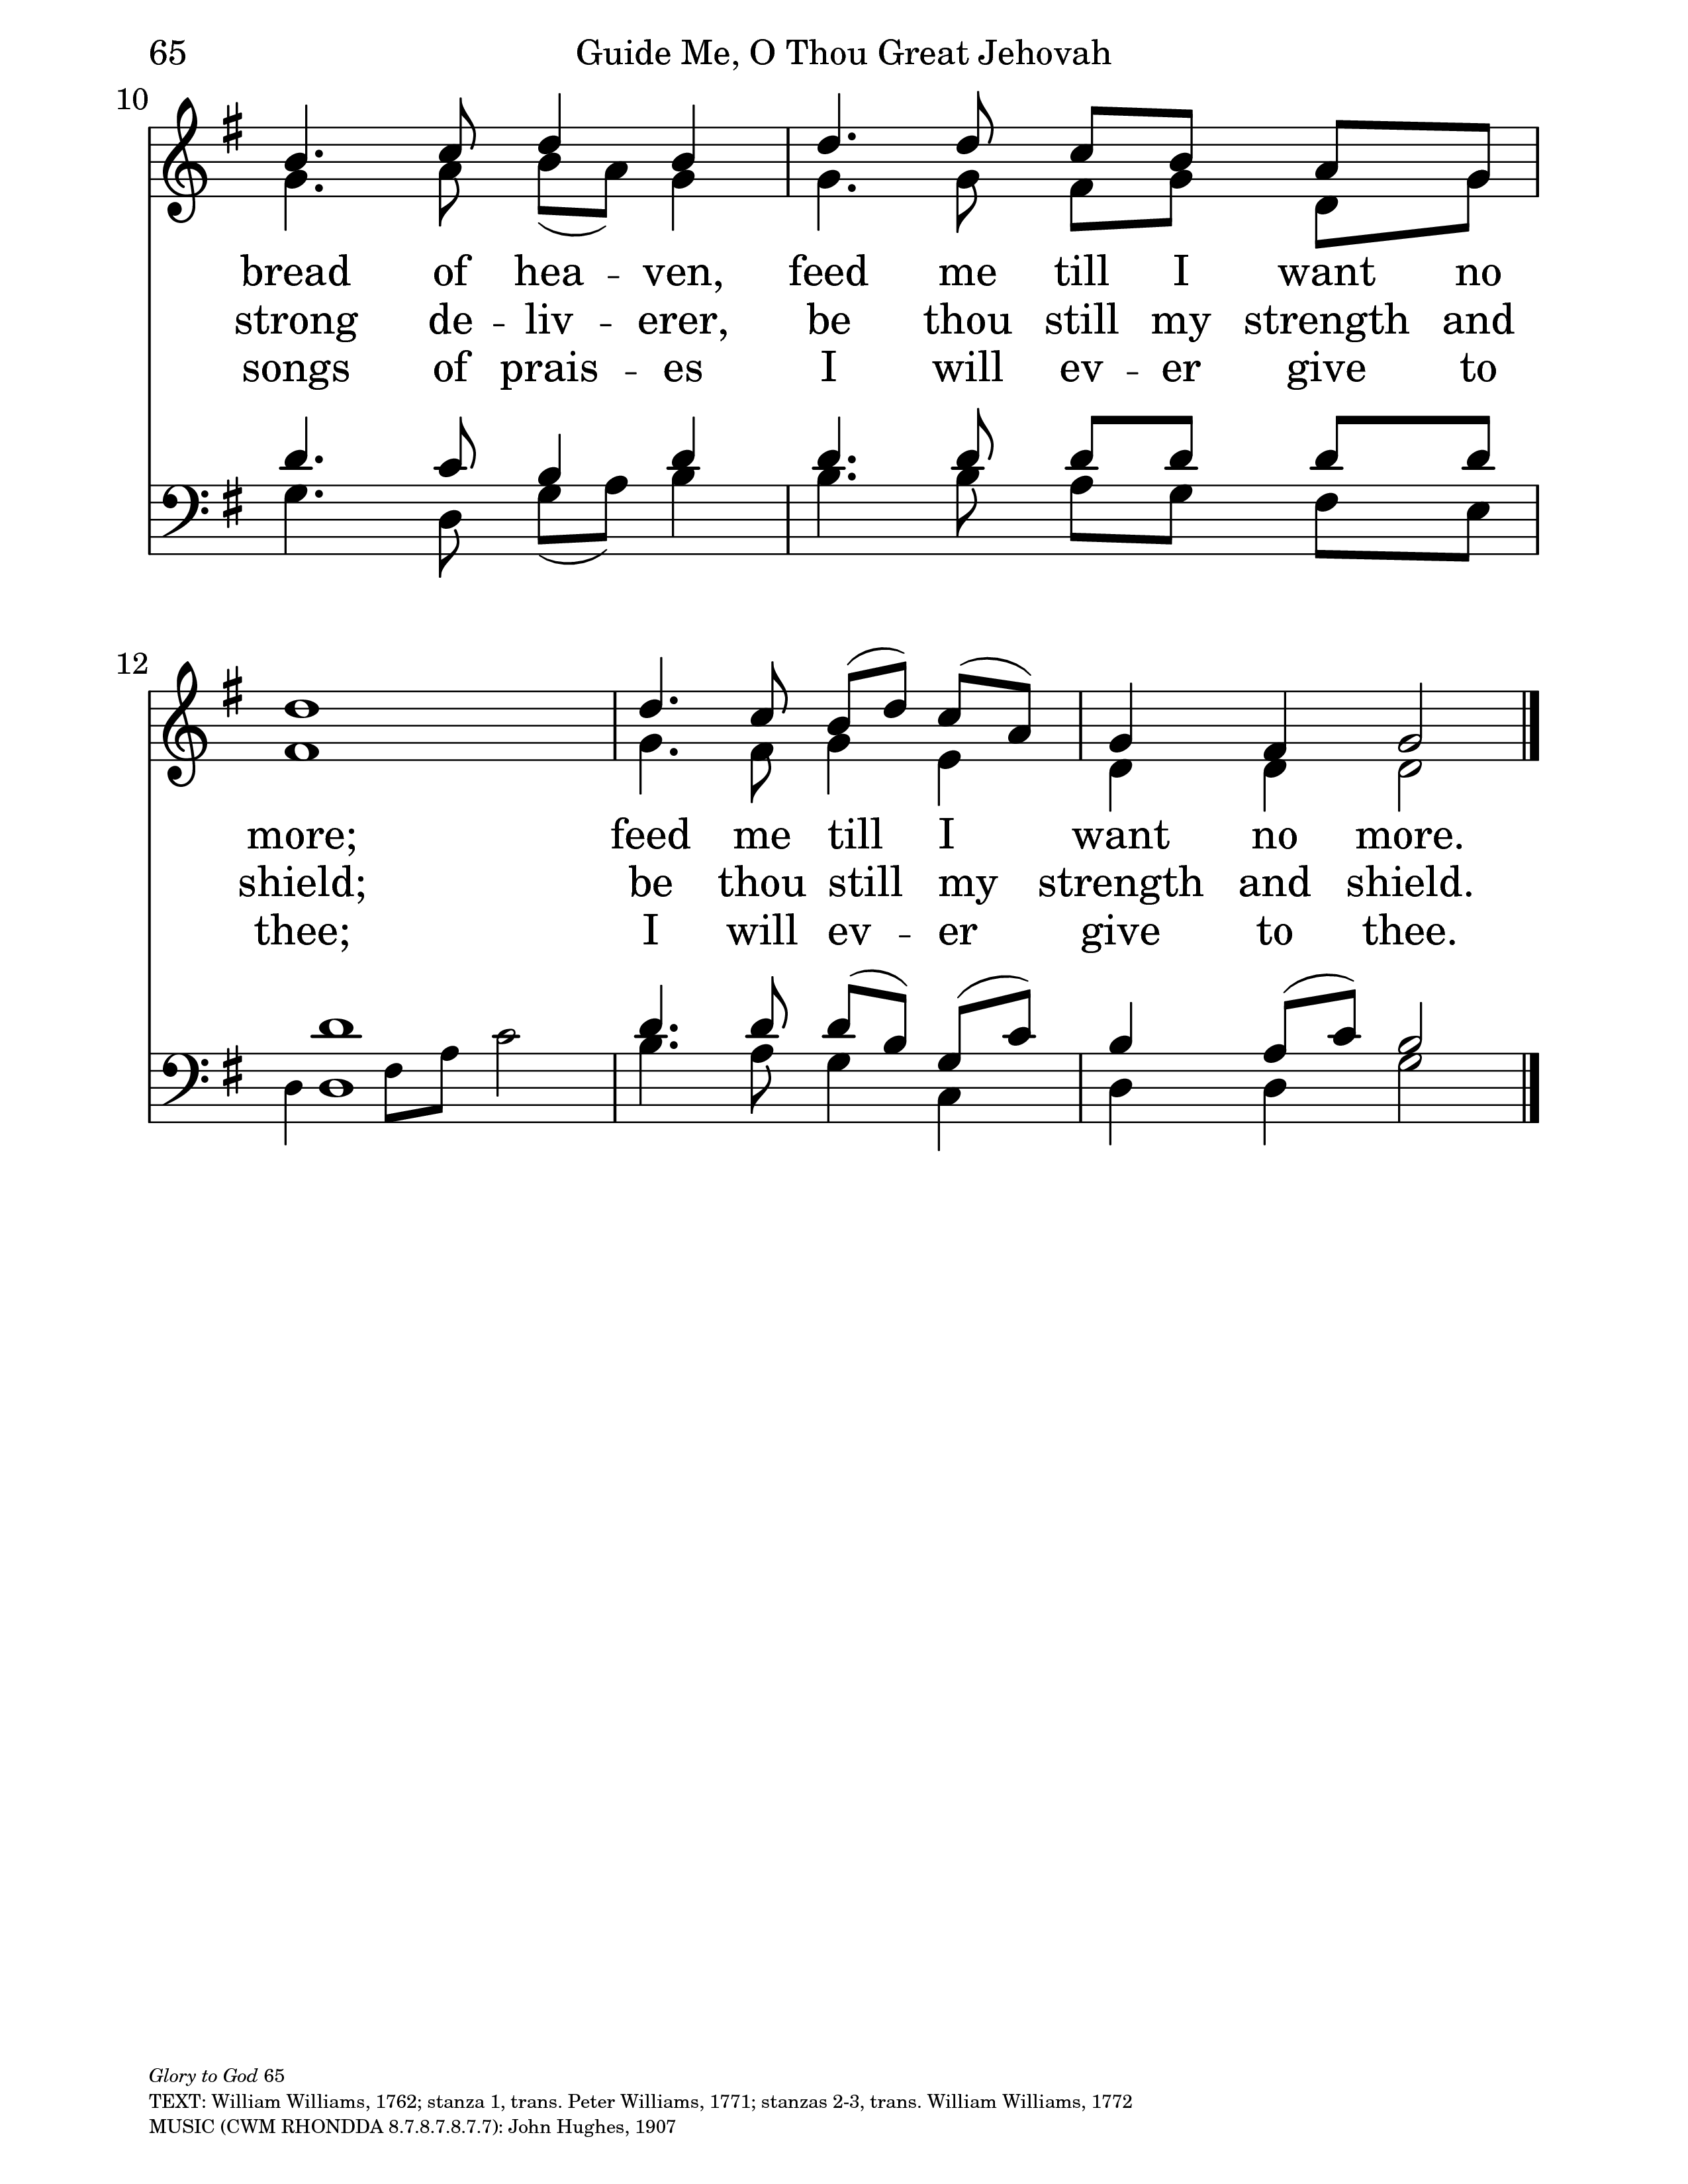 65 Guide Me, O Thou Great Jehovah
10
bread of hea -- ven, feed me till I want no
strong de -- liv -- erer, be thou still my strength and
songs of prais -- es I will ev -- er give to
12
more; feed me till I want no more.
shield; be thou still my strength and shield.
thee; I will ev -- er give to thee.
Glory to God 65
TEXT: William Williams, 1762; stanza 1, trans. Peter Williams, 1771; stanzas 2-3, trans. William Williams, 1772
MUSIC (CWM RHONDDA 8.7.8.7.8.7.7): John Hughes, 1907